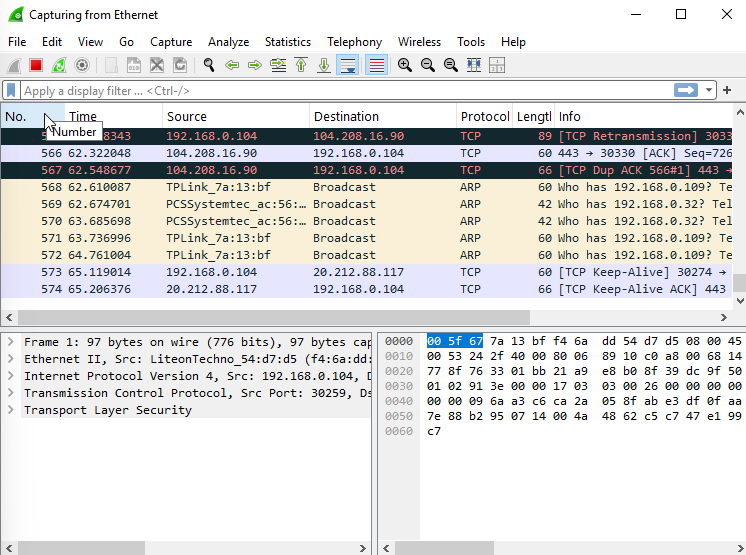 Capturing from Ethernet
File Edit View Go Capture Analyze Statistics Telephony Wireless Tools Help
Apply a display filter ... <Ctrl-/>
No. Time Source Destination Protocol Lengtl Info
Number
8343 192.168.0.104 104.208.16.90 TCP 89 [TCP Retransmission] 3033
566 62.322048 104.208.16.90 192.168.0.104 TCP 60 443 → 30330 [ACK] Seq=726
567 62.548677 104.208.16.90 192.168.0.104 TCP 66 [TCP Dup ACK 566#1] 443 →
568 62.610087 TPLink_7a:13:bf Broadcast ARP 60 Who has 192.168.0.109? Te
569 62.674701 PCSSystemtec_ac:56:… Broadcast ARP 42 Who has 192.168.0.32? Tel
570 63.685698 PCSSystemtec_ac:56:… Broadcast ARP 42 Who has 192.168.0.32? Tel
571 63.736996 TPLink_7a:13:bf Broadcast ARP 60 Who has 192.168.0.109? Te
572 64.761004 TPLink_7a:13:bf Broadcast ARP 60 Who has 192.168.0.109? Te
573 65.119014 192.168.0.104 20.212.88.117 TCP 60 [TCP Keep-Alive] 30274 →
574 65.206376 20.212.88.117 192.168.0.104 TCP 66 [TCP Keep-Alive ACK] 443
Frame 1: 97 bytes on wire (776 bits), 97 bytes cap
Ethernet II, Src: LiteonTechno_54:d7:d5 (f4:6a:dd:
Internet Protocol Version 4, Src: 192.168.0.104, D
Transmission Control Protocol, Src Port: 30259, Ds
Transport Layer Security
0000 00 5f 67 7a 13 bf f4 6a dd 54 d7 d5 08 00 45
0010 00 53 24 2f 40 00 80 06 89 10 c0 a8 00 68 14
0020 77 8f 76 33 01 bb 21 a9 e8 b0 8f 39 dc 9f 50
0030 01 02 91 3e 00 00 17 03 03 00 26 00 00 00 00
0040 00 00 09 6a a3 c6 ca 2a 05 8f ab e3 df 0f aa
0050 7e 88 b2 95 07 14 00 4a 48 62 c5 c7 47 e1 99
0060 c7